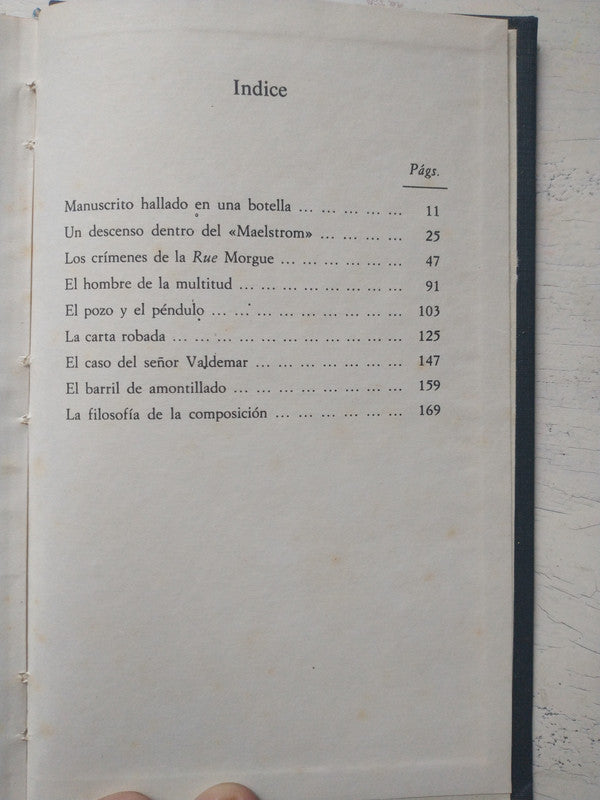 Indice
Págs.
Manuscrito hallado en una botella ... ... ... ... ... 11
Un descenso dentro del «Maelstrom» ... ... ... ... 25
Los crímenes de la Rue Morgue ... ... ... ... ... 47
El hombre de la multitud ... ... ... ... ... ... ... 91
El pozo y el péndulo ... ... ... ... ... ... ... ... 103
La carta robada ... ... ... ... ... ... ... ... ... 125
El caso del señor Valdemar ... ... ... ... ... ... 147
El barril de amontillado ... ... ... ... ... ... ... 159
La filosofía de la composición ... ... ... ... ... ... 169